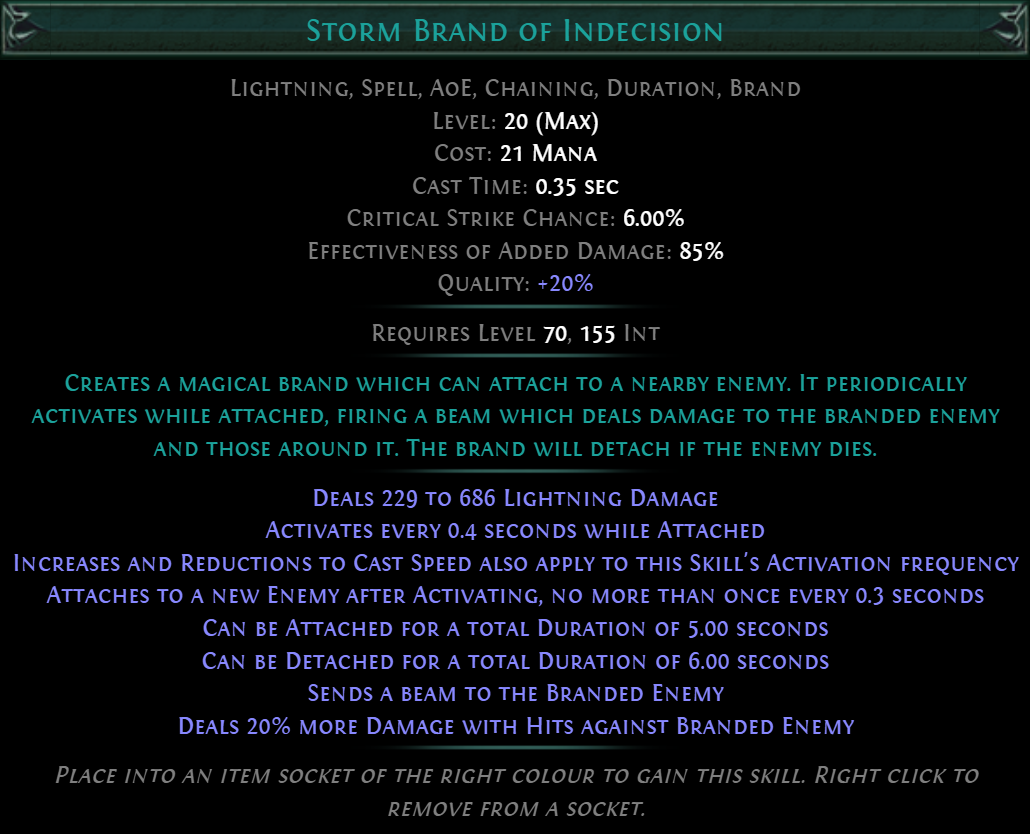 Storm Brand of Indecision
Lightning, Spell, AoE, Chaining, Duration, Brand
Level: 20 (Max)
Cost: 21 Mana
Cast Time: 0.35 sec
Critical Strike Chance: 6.00%
Effectiveness of Added Damage: 85%
Quality: +20%
Requires Level 70, 155 Int
Creates a magical brand which can attach to a nearby enemy. It periodically
activates while attached, firing a beam which deals damage to the branded enemy
and those around it. The brand will detach if the enemy dies.
Deals 229 to 686 Lightning Damage
Activates every 0.4 seconds while Attached
Increases and Reductions to Cast Speed also apply to this Skill's Activation frequency
Attaches to a new Enemy after Activating, no more than once every 0.3 seconds
Can be Attached for a total Duration of 5.00 seconds
Can be Detached for a total Duration of 6.00 seconds
Sends a beam to the Branded Enemy
Deals 20% more Damage with Hits against Branded Enemy
Place into an item socket of the right colour to gain this skill. Right click to
remove from a socket.